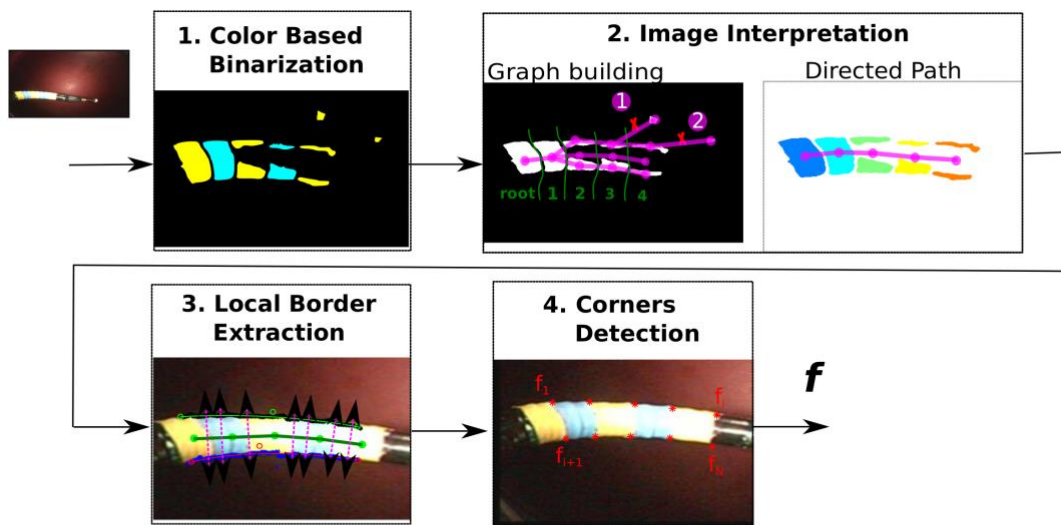 1. Color Based
Binarization
2. Image Interpretation
Graph building
Directed Path
1
2
root
1
2
3
4
3. Local Border
Extraction
4. Corners
Detection
f1
fi
fi+1
fN
f